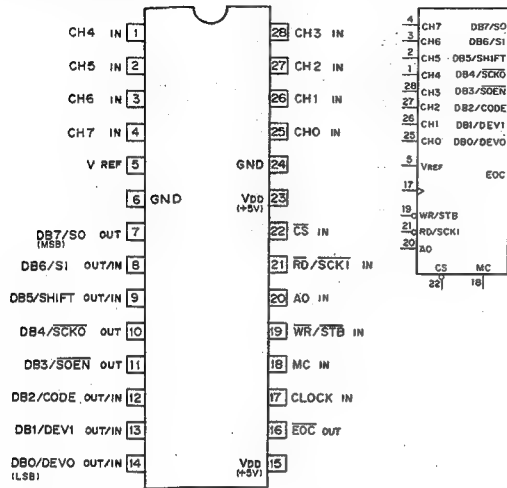 CH4 IN 1
CH5 IN 2
CH6 IN 3
CH7 IN 4
V REF 5
6 GND
DB7/SO OUT 7
(MSB)
DB6/SI OUT/IN 8
DB5/SHIFT OUT/IN 9
DB4/SCKO OUT 10
DB3/SOEN OUT 11
DB2/CODE OUT/IN 12
DB1/DEV1 OUT/IN 13
DB0/DEV0 OUT/IN 14
(LSB)
28 CH3 IN
27 CH2 IN
26 CH1 IN
25 CH0 IN
GND 24
VDD 23
(+5V)
22 CS IN
21 RD/SCK1 IN
20 A0 IN
19 WR/STB IN
18 MC IN
17 CLOCK IN
16 EOC OUT
VDD 15
(+5V)
4 CH7 DB7/SO
3 CH6 DB6/SI
2 CH5 DB5/SHIFT
1 CH4 DB4/SCKO
28 CH3 DB3/SOEN
27 CH2 DB2/CODE
26 CH1 DB1/DEV1
25 CH0 DB0/DEV0
5 VREF
EOC
17
19 WR/STB
21 RD/SCK1
20 A0
CS MC
22 18